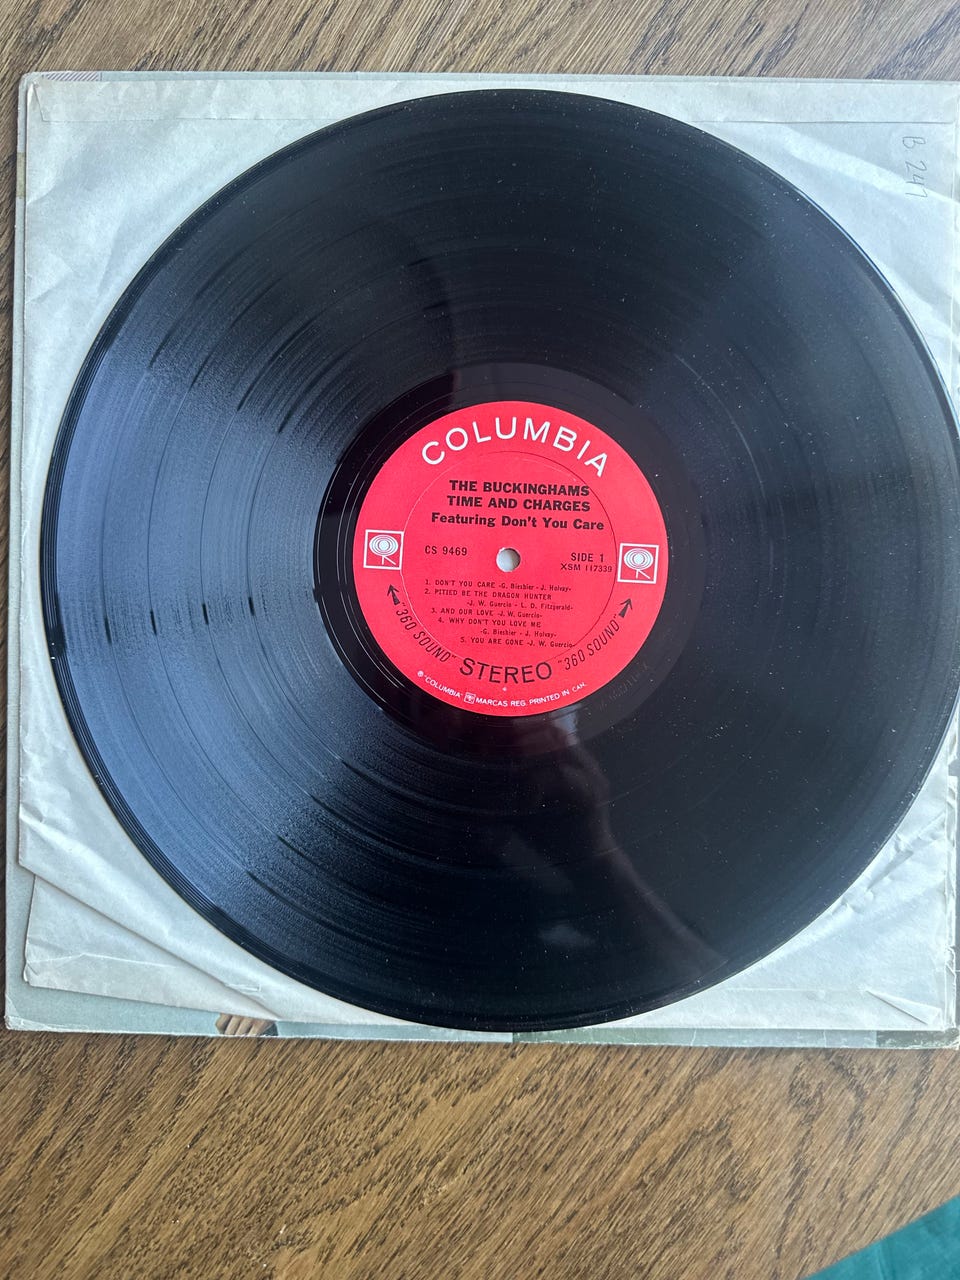 B 247
COLUMBIA
THE BUCKINGHAMS
TIME AND CHARGES
Featuring Don't You Care
CS 9469
SIDE 1
XSM 117339
1. DON'T YOU CARE -G. Bieshier - J. Holvay-
2. PITIED BE THE DRAGON HUNTER
-J. W. Guercio - L. D. Fitzgerald-
3. AND OUR LOVE -J. W. Guercio-
4. WHY DON'T YOU LOVE ME
-G. Bieshier - J. Holvay-
5. YOU ARE GONE -J. W. Guercio-
"360 SOUND" STEREO "360 SOUND"
"COLUMBIA" MARCAS REG. PRINTED IN CAN.